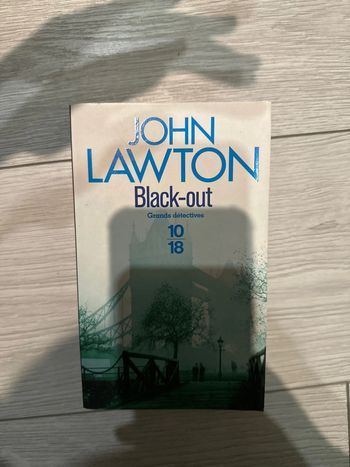 JOHN
LAWTON
Black-out
Grands détectives
10
18